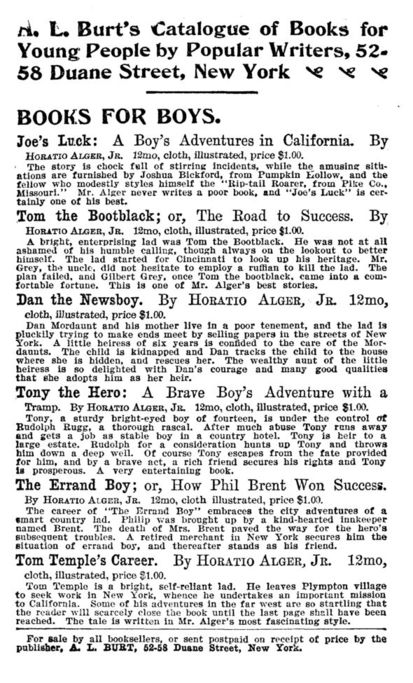 A. L. Burt's Catalogue of Books for
Young People by Popular Writers, 52-
58 Duane Street, New York
BOOKS FOR BOYS.
Joe's Luck: A Boy's Adventures in California. By
HORATIO ALGER, JR. 12mo, cloth, illustrated, price $1.00.
The story is chock full of stirring incidents, while the amusing situ-
ations are furnished by Joshua Bickford, from Pumpkin Hollow, and the
fellow who modestly styles himself the "Rip-tail Roarer, from Pike Co.,
Missouri." Mr. Alger never writes a poor book, and "Joe's Luck" is cer-
tainly one of his best.
Tom the Bootblack; or, The Road to Success. By
HORATIO ALGER, JR. 12mo, cloth, illustrated, price $1.00.
A bright, enterprising lad was Tom the Bootblack. He was not at all
ashamed of his humble calling, though always on the lookout to better
himself. The lad started for Cincinnati to look up his heritage. Mr.
Grey, the uncle, did not hesitate to employ a ruffian to kill the lad. The
plan failed, and Gilbert Grey, once Tom the bootblack, came into a com-
fortable fortune. This is one of Mr. Alger's best stories.
Dan the Newsboy. By HORATIO ALGER, JR. 12mo,
cloth, illustrated, price $1.00.
Dan Mordaunt and his mother live in a poor tenement, and the lad is
pluckily trying to make ends meet by selling papers in the streets of New
York. A little heiress of six years is confided to the care of the Mor-
daunts. The child is kidnapped and Dan tracks the child to the house
where she is hidden, and rescues her. The wealthy aunt of the little
heiress is so delighted with Dan's courage and many good qualities
that she adopts him as her heir.
Tony the Hero: A Brave Boy's Adventure with a
Tramp. By HORATIO ALGER, JR. 12mo, cloth, illustrated, price $1.00.
Tony, a sturdy bright-eyed boy of fourteen, is under the control of
Rudolph Rugg, a thorough rascal. After much abuse Tony runs away
and gets a job as stable boy in a country hotel. Tony is heir to a
large estate. Rudolph for a consideration hunts up Tony and throws
him down a deep well. Of course Tony escapes from the fate provided
for him, and by a brave act, a rich friend secures his rights and Tony
is prosperous. A very entertaining book.
The Errand Boy; or, How Phil Brent Won Success.
By HORATIO ALGER, JR. 12mo, cloth illustrated, price $1.00.
The career of "The Errand Boy" embraces the city adventures of a
smart country lad. Philip was brought up by a kind-hearted innkeeper
named Brent. The death of Mrs. Brent paved the way for the hero's
subsequent troubles. A retired merchant in New York secures him the
situation of errand boy, and thereafter stands as his friend.
Tom Temple's Career. By HORATIO ALGER, JR. 12mo,
cloth, illustrated, price $1.00.
Tom Temple is a bright, self-reliant lad. He leaves Plympton village
to seek work in New York, whence he undertakes an important mission
to California. Some of his adventures in the far west are so startling that
the reader will scarcely close the book until the last page shall have been
reached. The tale is written in Mr. Alger's most fascinating style.
For sale by all booksellers, or sent postpaid on receipt of price by the
publisher, A. L. BURT, 52-58 Duane Street, New York.